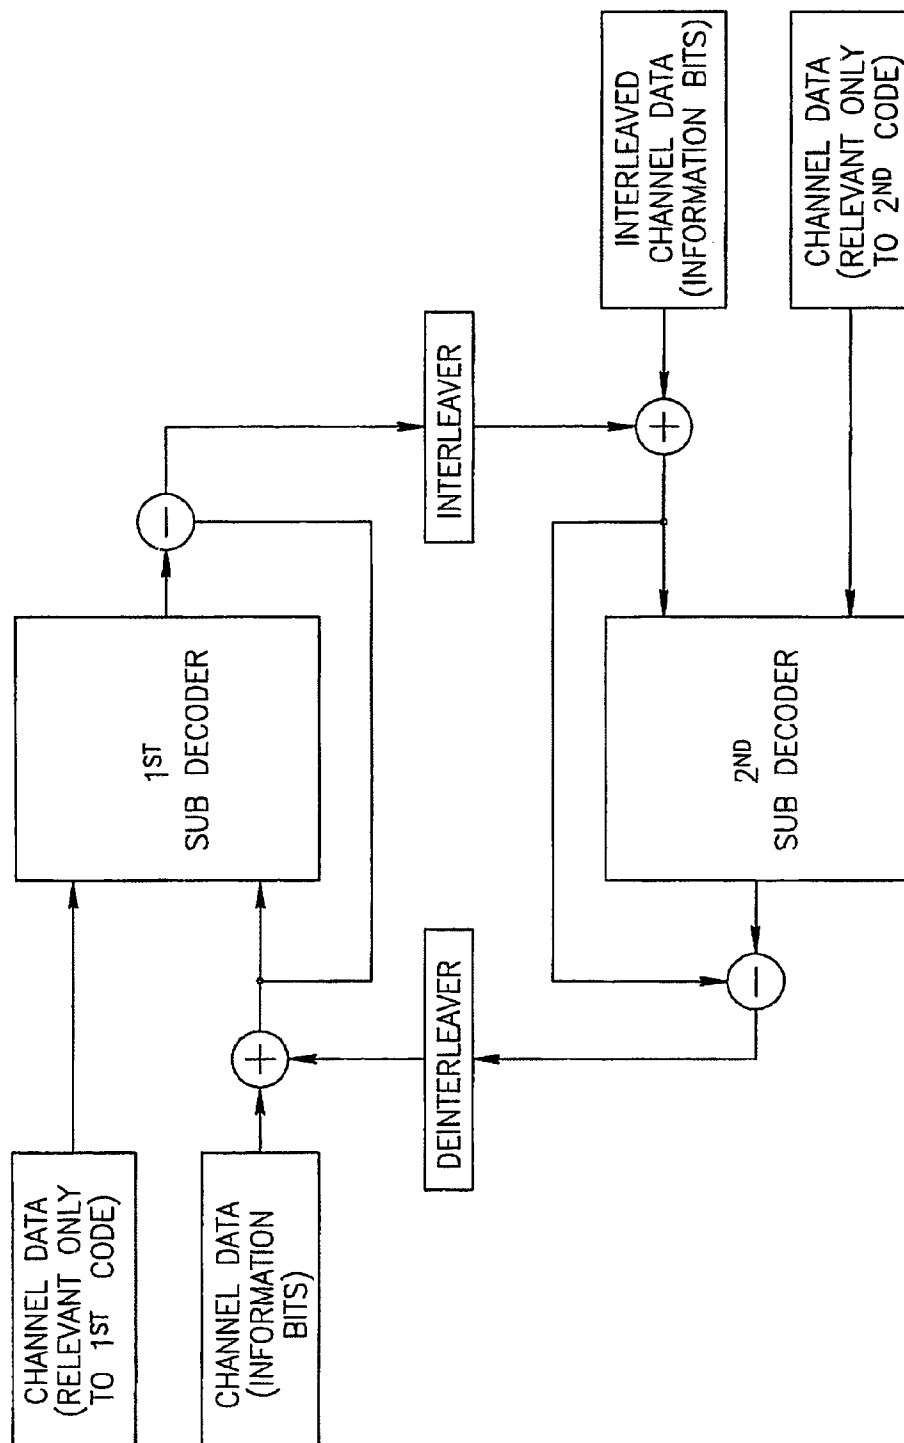 CHANNEL DATA
(RELEVANT ONLY
TO 1ST CODE)
CHANNEL DATA
(INFORMATION
BITS)
1ST
SUB DECODER
DEINTERLEAVER
INTERLEAVER
2ND
SUB DECODER
INTERLEAVED
CHANNEL DATA
(INFORMATION BITS)
CHANNEL DATA
(RELEVANT ONLY
TO 2ND CODE)
+
−
+
−